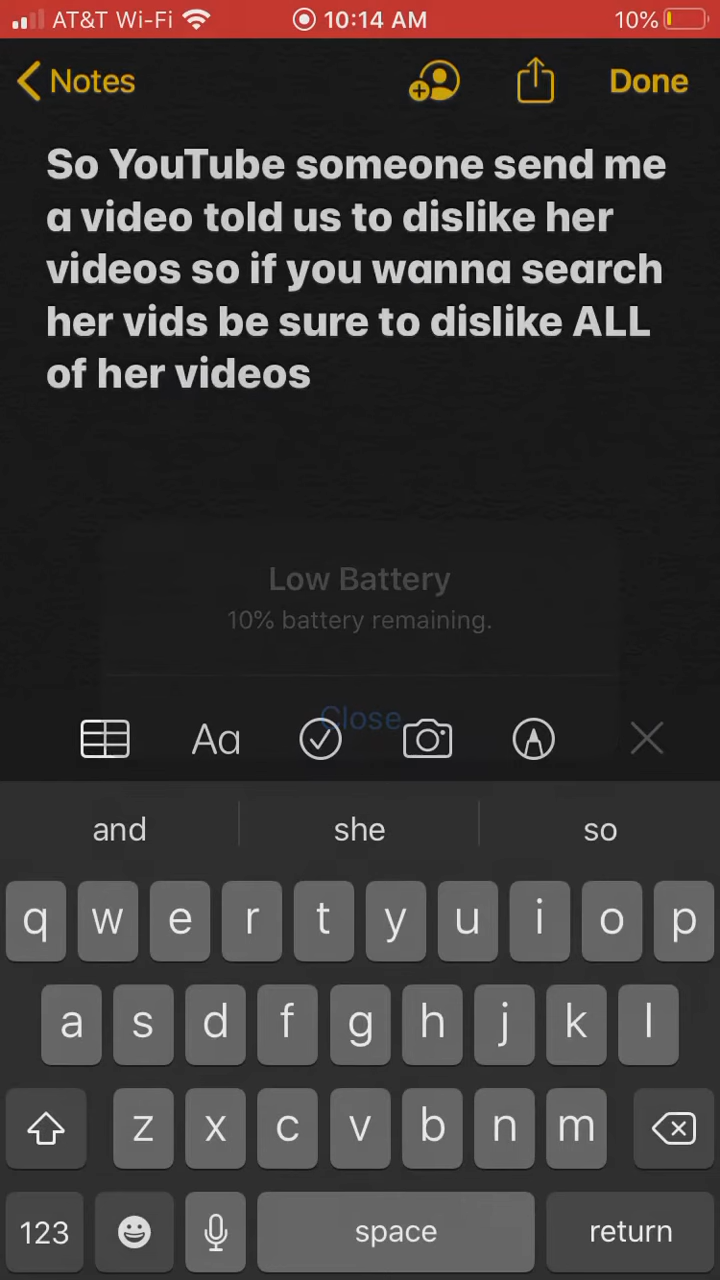 AT&T Wi-Fi 10:14 AM 10%
Notes Done
So YouTube someone send me
a video told us to dislike her
videos so if you wanna search
her vids be sure to dislike ALL
of her videos
Low Battery
10% battery remaining.
Close
Aa
and she so
q w e r t y u i o p
a s d f g h j k l
z x c v b n m
123 space return